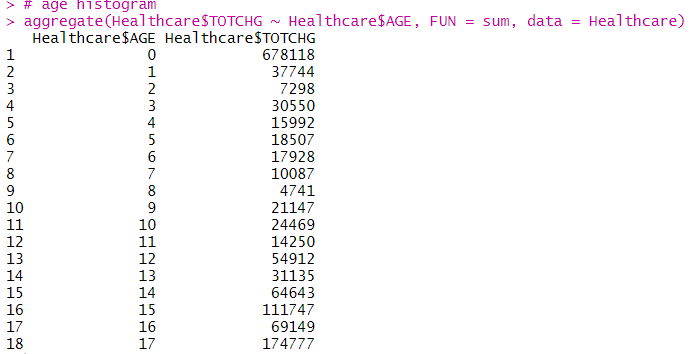 > # age histogram
> aggregate(Healthcare$TOTCHG ~ Healthcare$AGE, FUN = sum, data = Healthcare)
   Healthcare$AGE Healthcare$TOTCHG
1               0            678118
2               1             37744
3               2              7298
4               3             30550
5               4             15992
6               5             18507
7               6             17928
8               7             10087
9               8              4741
10              9             21147
11             10             24469
12             11             14250
13             12             54912
14             13             31135
15             14             64643
16             15            111747
17             16             69149
18             17            174777